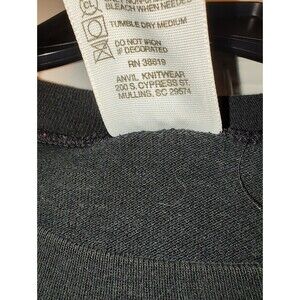 BLEACH WHEN NEEDED
TUMBLE DRY MEDIUM
DO NOT IRON
IF DECORATED
RN 38619
ANVIL KNITWEAR
200 S. CYPRESS ST.
MULLINS, SC 29574